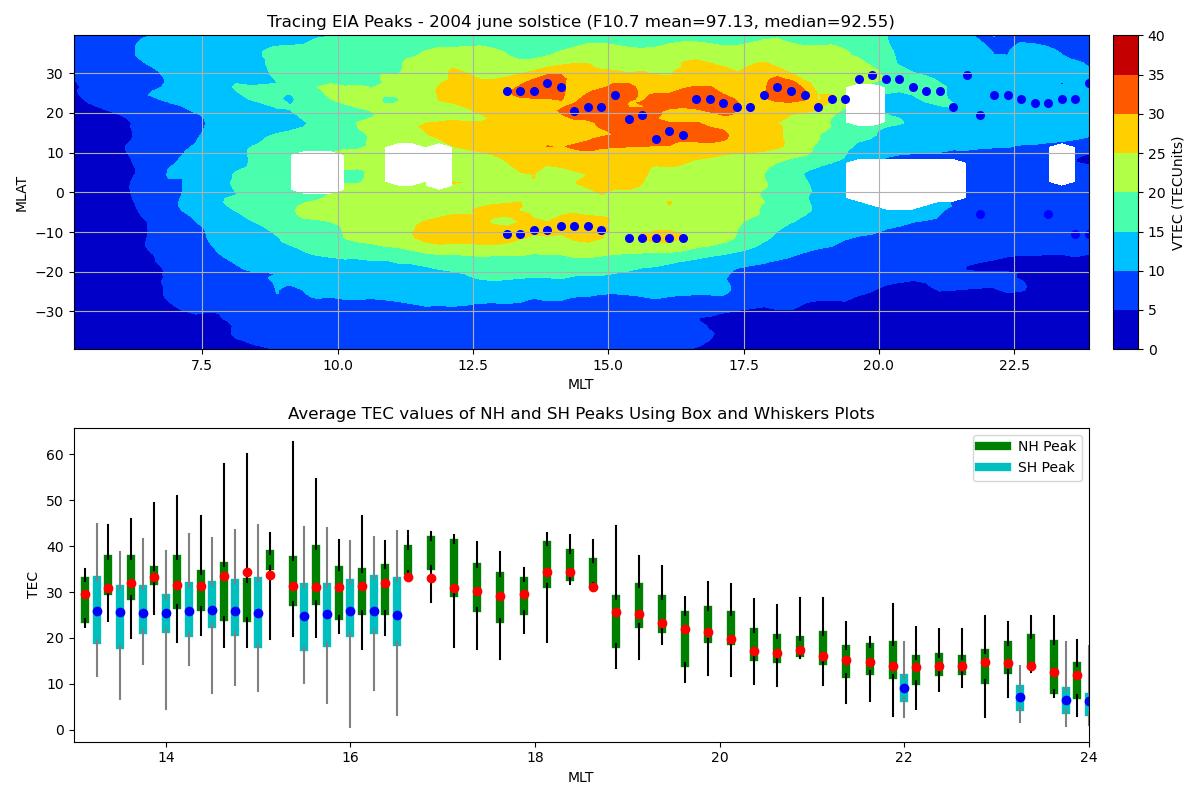 Tracing EIA Peaks - 2004 june solstice (F10.7 mean=97.13, median=92.55)
MLAT
30
20
10
0
−10
−20
−30
7.5 10.0 12.5 15.0 17.5 20.0 22.5
MLT
40
35
30
25
20
15
10
5
0
VTEC (TECUnits)
Average TEC values of NH and SH Peaks Using Box and Whiskers Plots
TEC
60
50
40
30
20
10
0
NH Peak
SH Peak
14 16 18 20 22 24
MLT